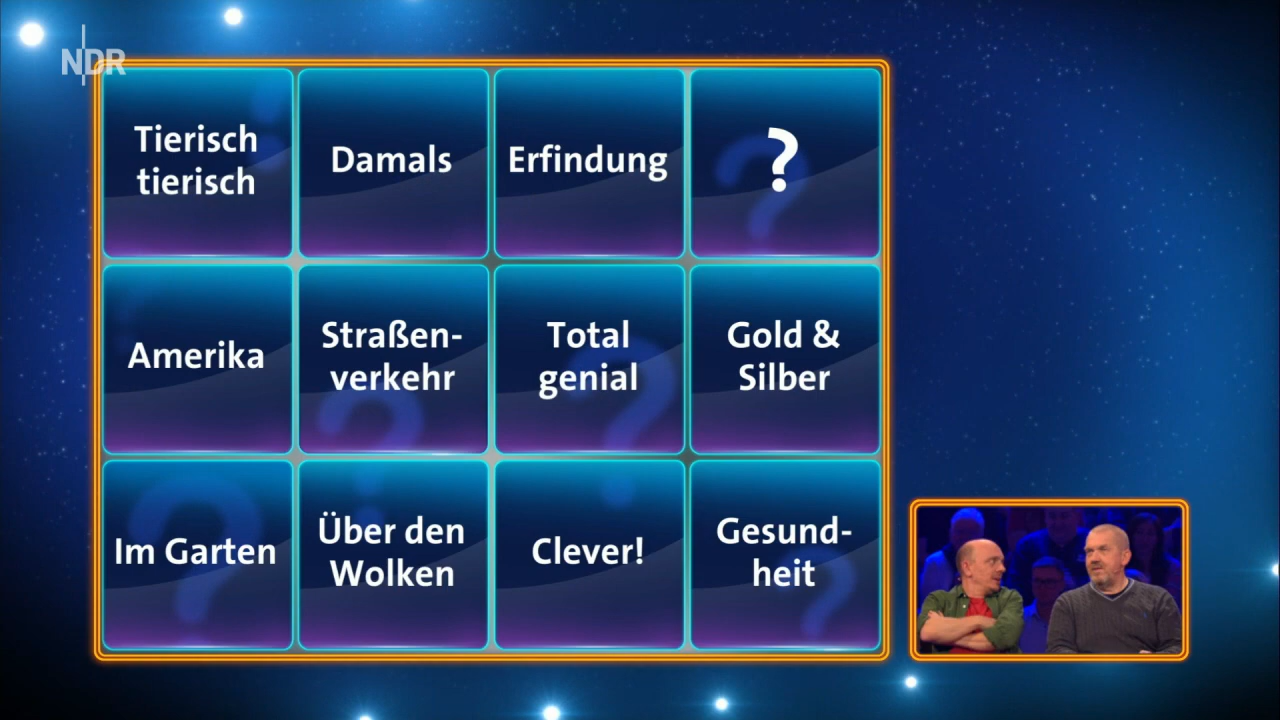 NDR
Tierisch
tierisch
Damals
Erfindung
?
Amerika
Straßen-
verkehr
Total
genial
Gold &
Silber
Im Garten
Über den
Wolken
Clever!
Gesund-
heit